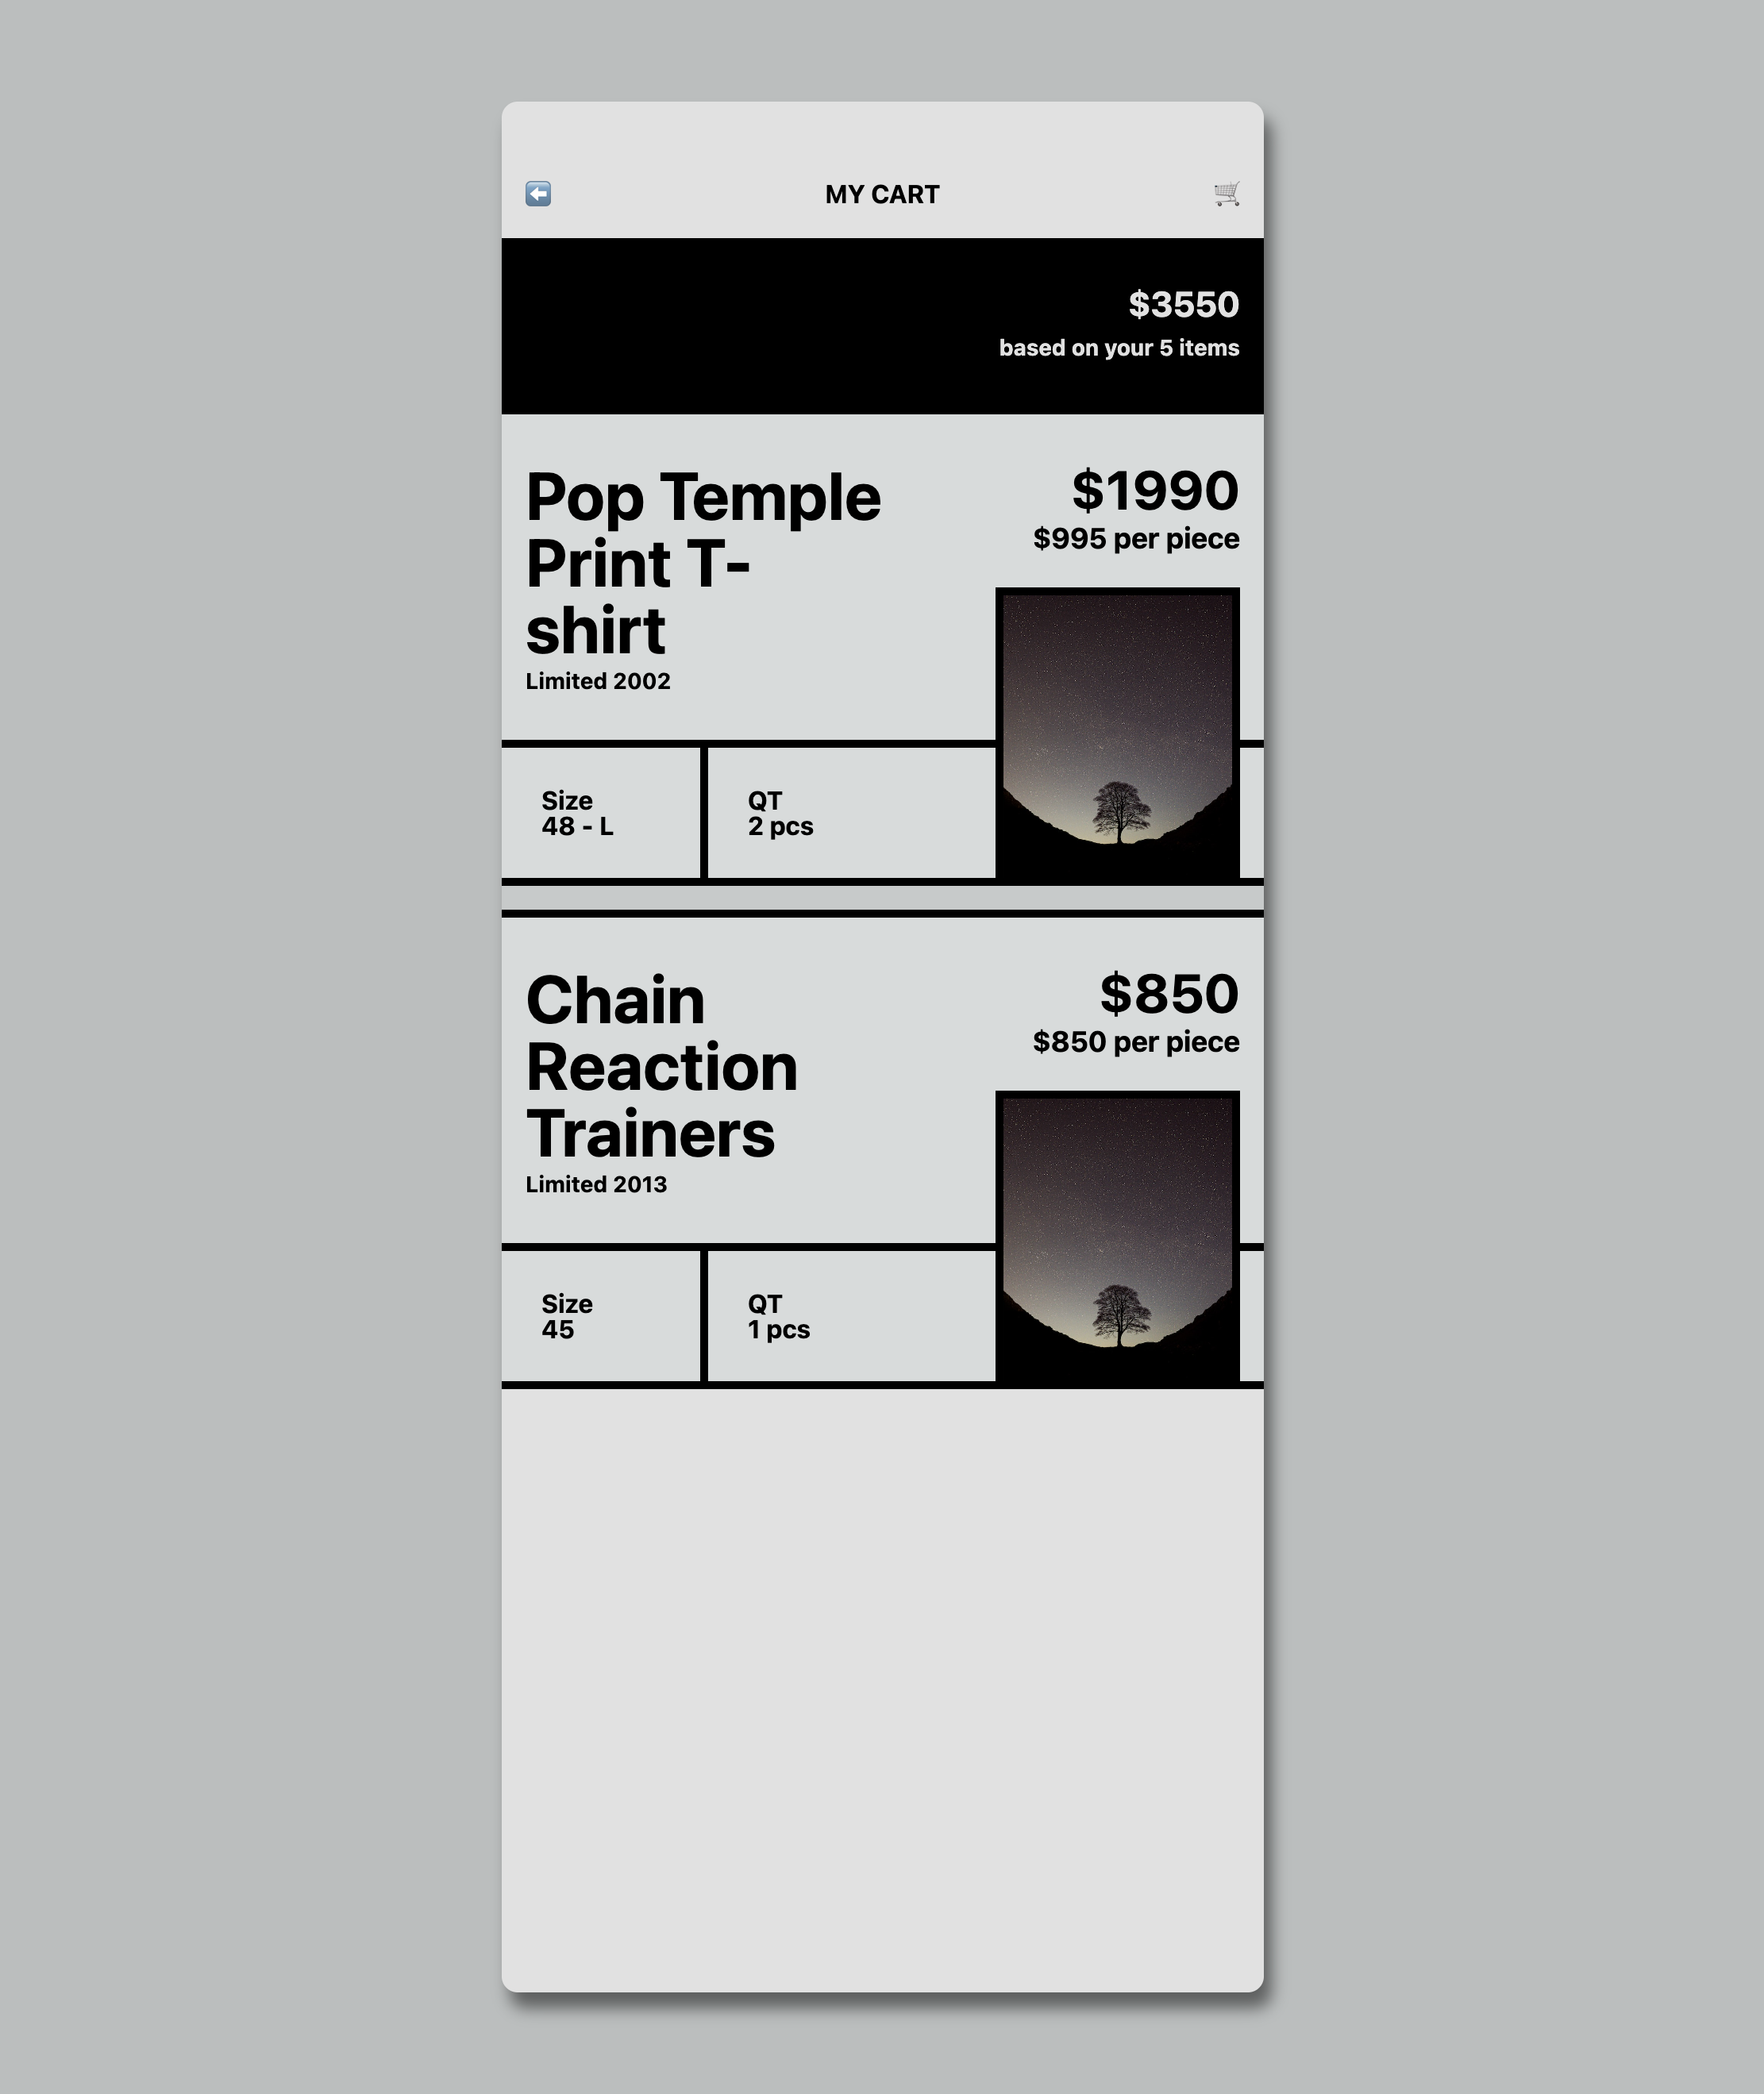 MY CART
$3550
based on your 5 items
Pop Temple
Print T-
shirt
Limited 2002
$1990
$995 per piece
Size
48 - L
QT
2 pcs
Chain
Reaction
Trainers
Limited 2013
$850
$850 per piece
Size
45
QT
1 pcs